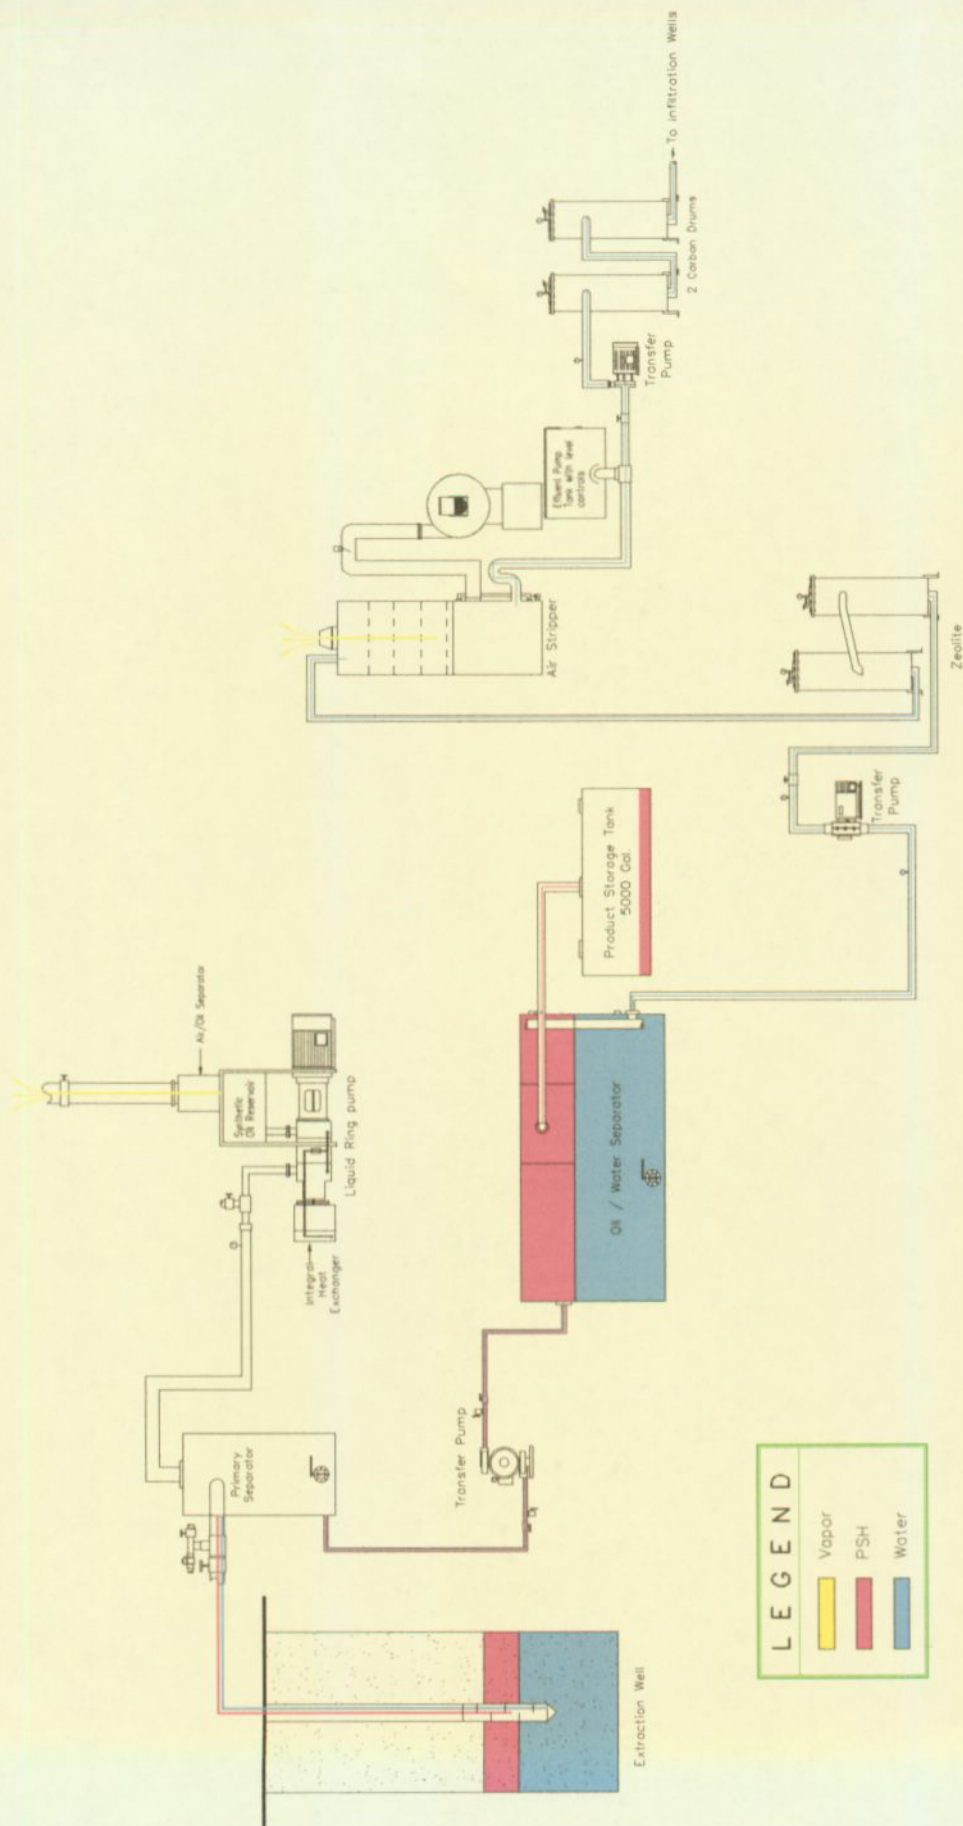 Extraction Well
Primary
Separator
Transfer Pump
Integral
Heat
Exchanger
Liquid Ring pump
Synthetic
Oil Reservoir
Air/Oil Separator
Oil / Water Separator
Product Storage Tank
5000 Gal.
Transfer
Pump
Zeolite
Air Stripper
Effluent Pump
Tank with level
controls
Transfer
Pump
2 Carbon Drums
To infiltration Wells
LEGEND
Vapor
PSH
Water